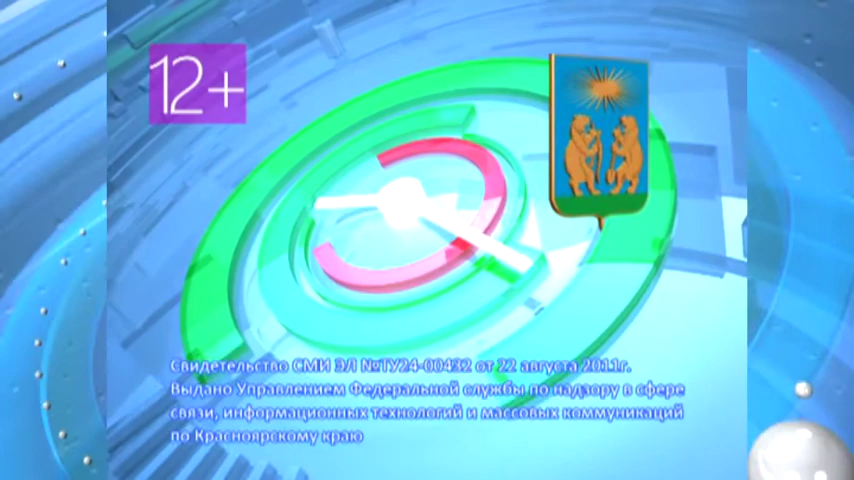 12+
Свидетельство СМИ ЭЛ №ТУ24-00432 от 22 августа 2011г.
Выдано Управлением Федеральной службы по надзору в сфере
связи, информационных технологий и массовых коммуникаций
по Красноярскому краю